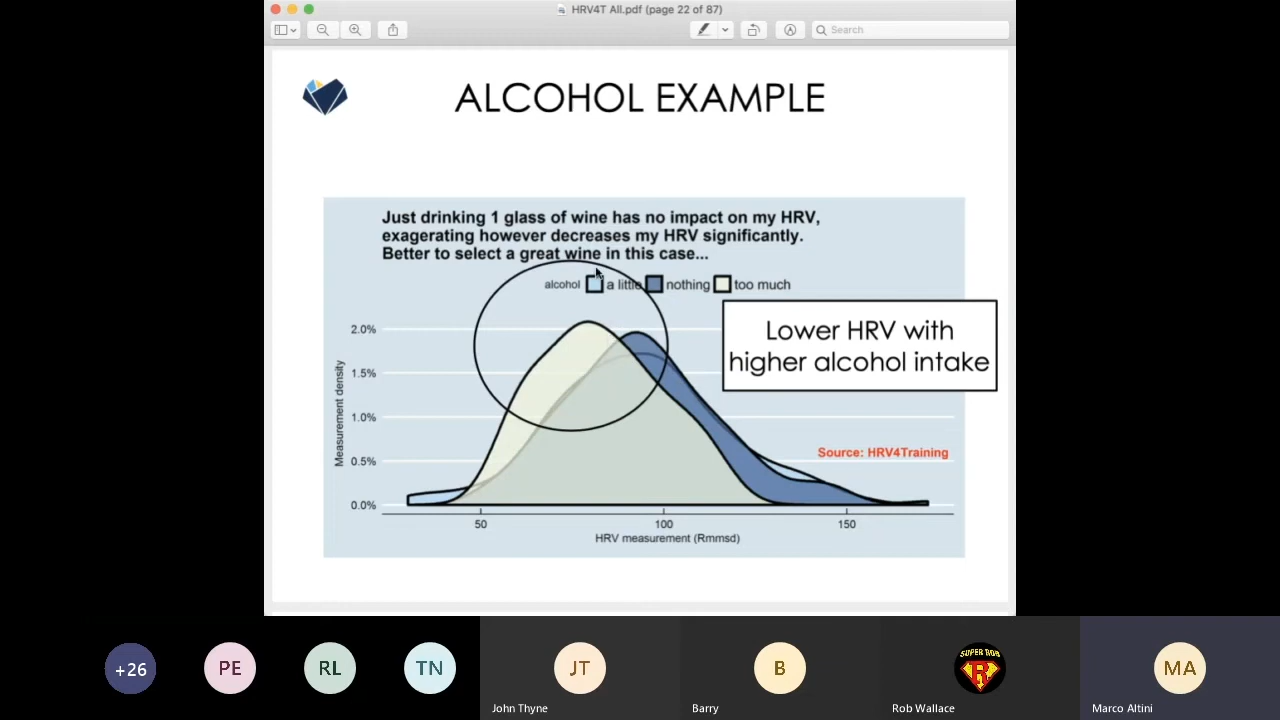 HRV4T All.pdf (page 22 of 87)
Search
ALCOHOL EXAMPLE
Just drinking 1 glass of wine has no impact on my HRV,
exagerating however decreases my HRV significantly.
Better to select a great wine in this case...
alcohol a little nothing too much
Lower HRV with
higher alcohol intake
2.0%
1.5%
1.0%
0.5%
0.0%
Measurement density
Source: HRV4Training
50 100 150
HRV measurement (Rmmsd)
+26 PE RL TN JT B SUPER ROB R MA
John Thyne Barry Rob Wallace Marco Altini